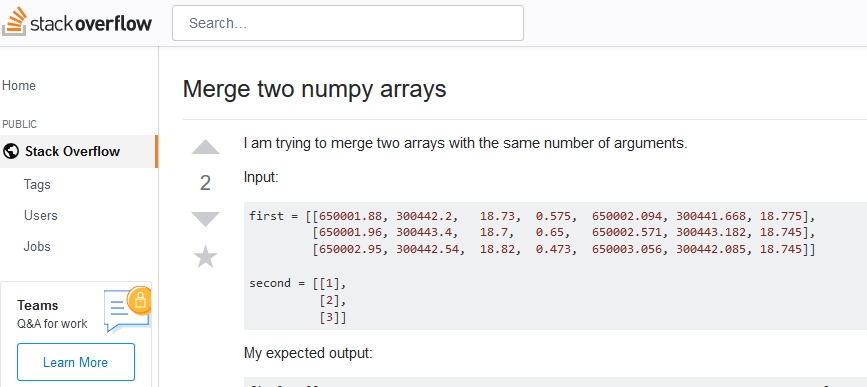 stackoverflow
Search...
Home
PUBLIC
Stack Overflow
Tags
Users
Jobs
Teams
Q&A for work
Learn More
Merge two numpy arrays
2
I am trying to merge two arrays with the same number of arguments.
Input:
first = [[650001.88, 300442.2,   18.73,  0.575,  650002.094, 300441.668, 18.775],
         [650001.96, 300443.4,   18.7,   0.65,   650002.571, 300443.182, 18.745],
         [650002.95, 300442.54,  18.82,  0.473,  650003.056, 300442.085, 18.745]]
second = [[1],
          [2],
          [3]]
My expected output: